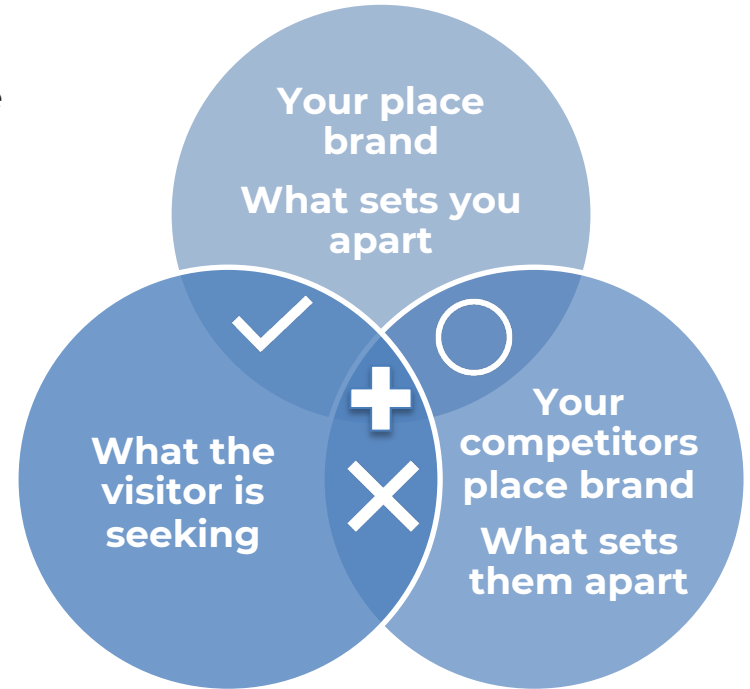 Your place
brand
What sets you
apart
What the
visitor is
seeking
Your
competitors
place brand
What sets
them apart